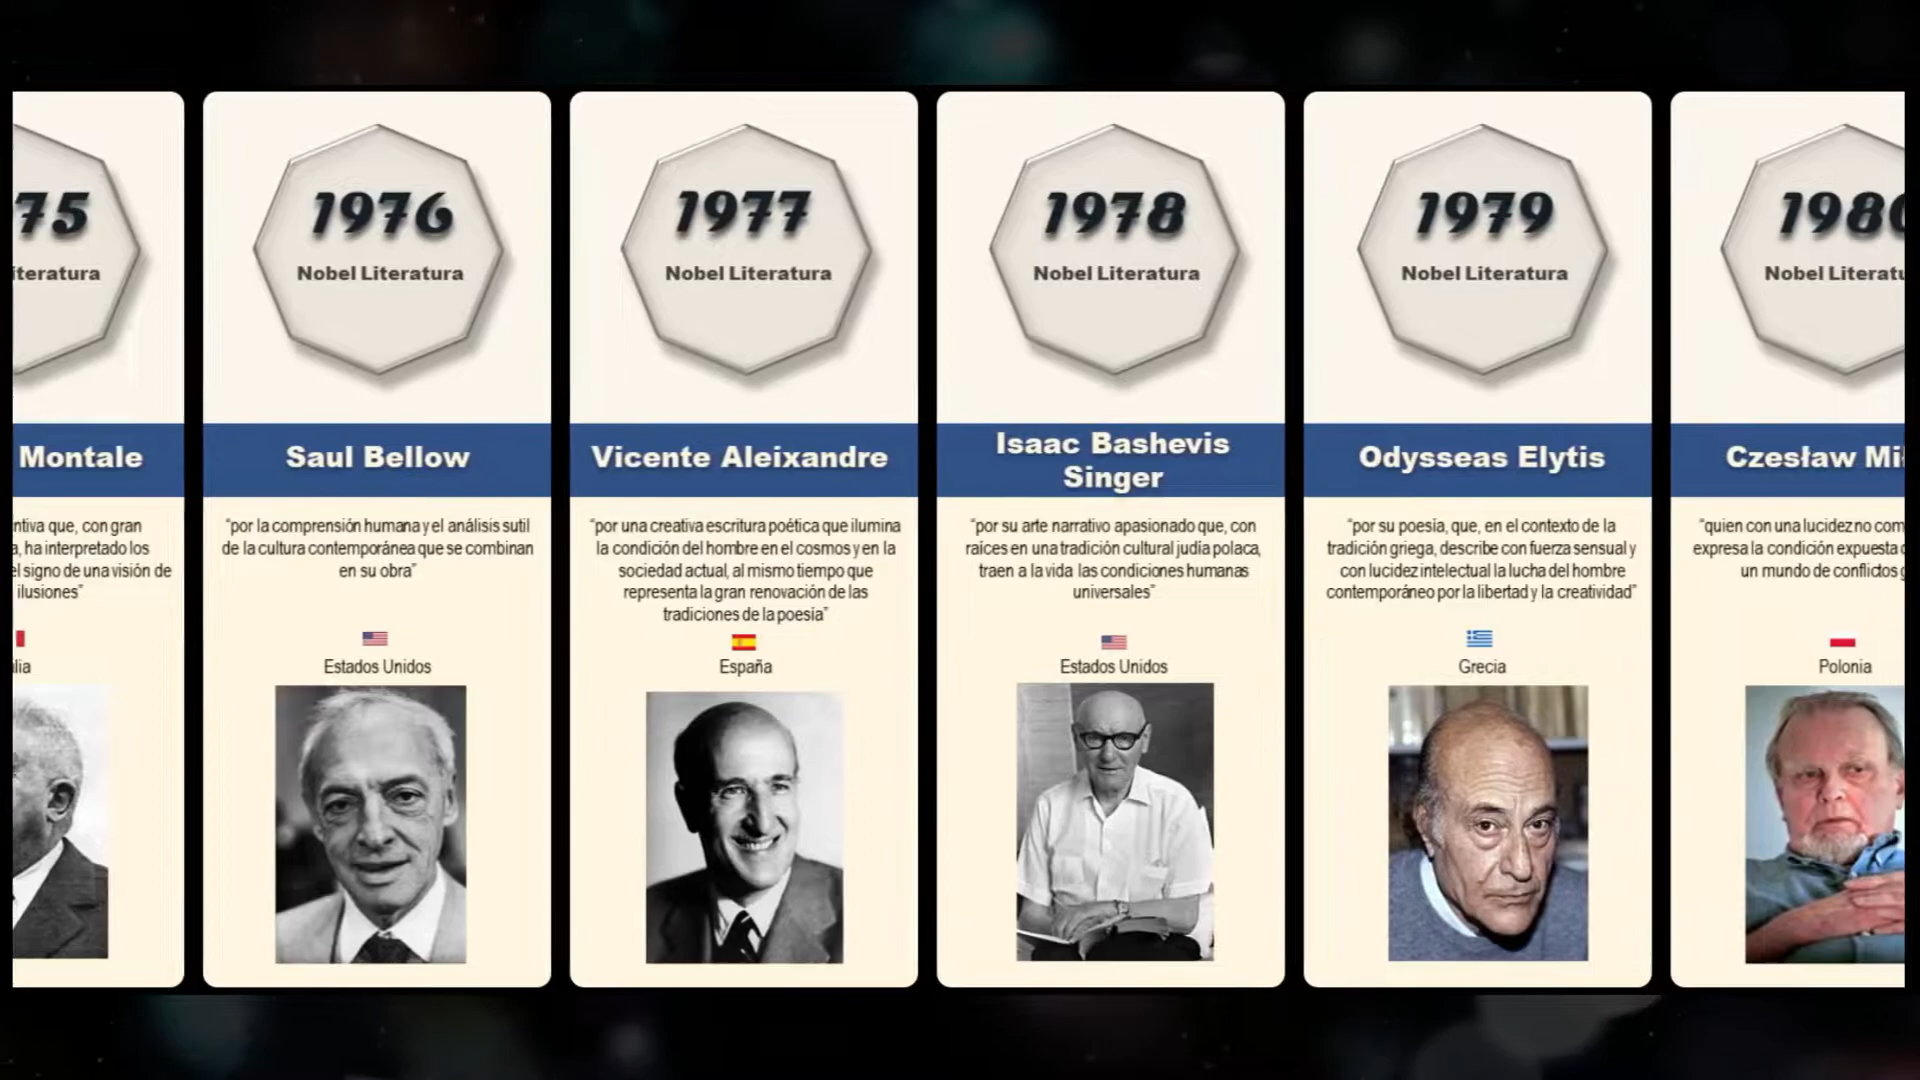 75
iteratura
Montale
ntiva que, con gran
a, ha interpretado los
el signo de una visión de
ilusiones”
lia
1976
Nobel Literatura
Saul Bellow
“por la comprensión humana y el análisis sutil
de la cultura contemporánea que se combinan
en su obra”
Estados Unidos
1977
Nobel Literatura
Vicente Aleixandre
“por una creativa escritura poética que ilumina
la condición del hombre en el cosmos y en la
sociedad actual, al mismo tiempo que
representa la gran renovación de las
tradiciones de la poesía”
España
1978
Nobel Literatura
Isaac Bashevis
Singer
“por su arte narrativo apasionado que, con
raíces en una tradición cultural judía polaca,
traen a la vida las condiciones humanas
universales”
Estados Unidos
1979
Nobel Literatura
Odysseas Elytis
“por su poesía, que, en el contexto de la
tradición griega, describe con fuerza sensual y
con lucidez intelectual la lucha del hombre
contemporáneo por la libertad y la creatividad”
Grecia
1980
Nobel Literatu
Czesław Mi
“quien con una lucidez no com
expresa la condición expuesta
un mundo de conflictos
Polonia